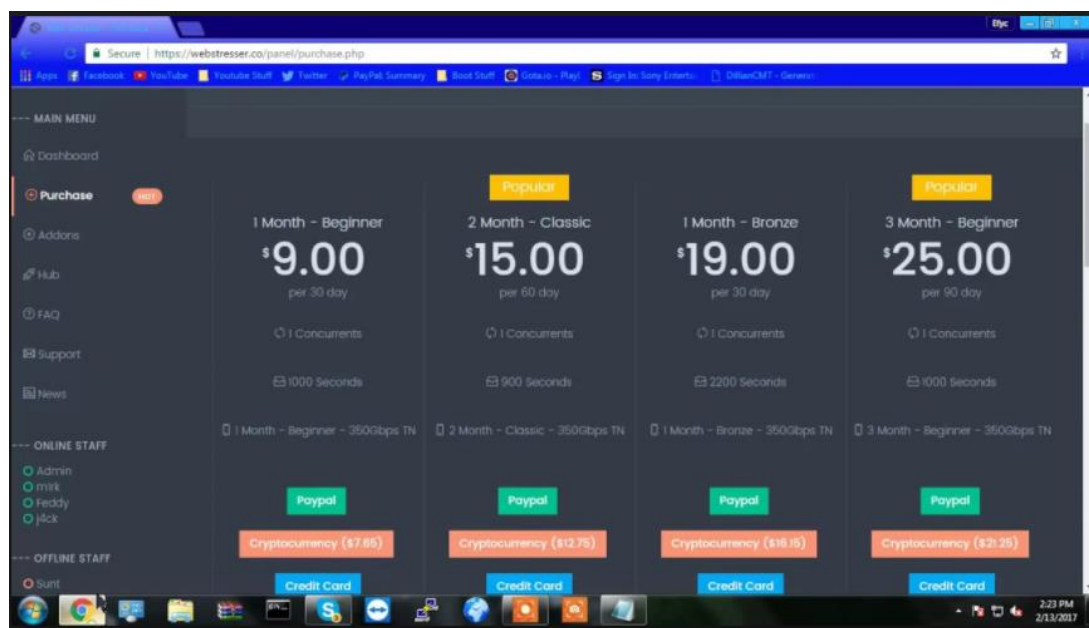 Efyc
Secure | https://webstresser.co/panel/purchase.php
Apps Facebook YouTube Youtube Stuff Twitter PayPal: Summary Boot Stuff Gota.io - Play! Sign In: Sony Enterta DillianCMT - Generor
--- MAIN MENU
Dashboard
Purchase HOT
Addons
Hub
FAQ
Support
News
--- ONLINE STAFF
Admin
mirk
Feddy
j4ck
--- OFFLINE STAFF
Sunt
Popular Popular
1 Month - Beginner 2 Month - Classic 1 Month - Bronze 3 Month - Beginner
$9.00 $15.00 $19.00 $25.00
per 30 day per 60 day per 30 day per 90 day
1 Concurrents 1 Concurrents 1 Concurrents 1 Concurrents
1000 Seconds 900 Seconds 2200 Seconds 1000 Seconds
1 Month - Beginner - 350Gbps TN 2 Month - Classic - 350Gbps TN 1 Month - Bronze - 350Gbps TN 3 Month - Beginner - 350Gbps TN
Paypal Paypal Paypal Paypal
Cryptocurrency ($7.65) Cryptocurrency ($12.75) Cryptocurrency ($16.15) Cryptocurrency ($21.25)
Credit Card Credit Card Credit Card Credit Card
2:23 PM
2/13/2017